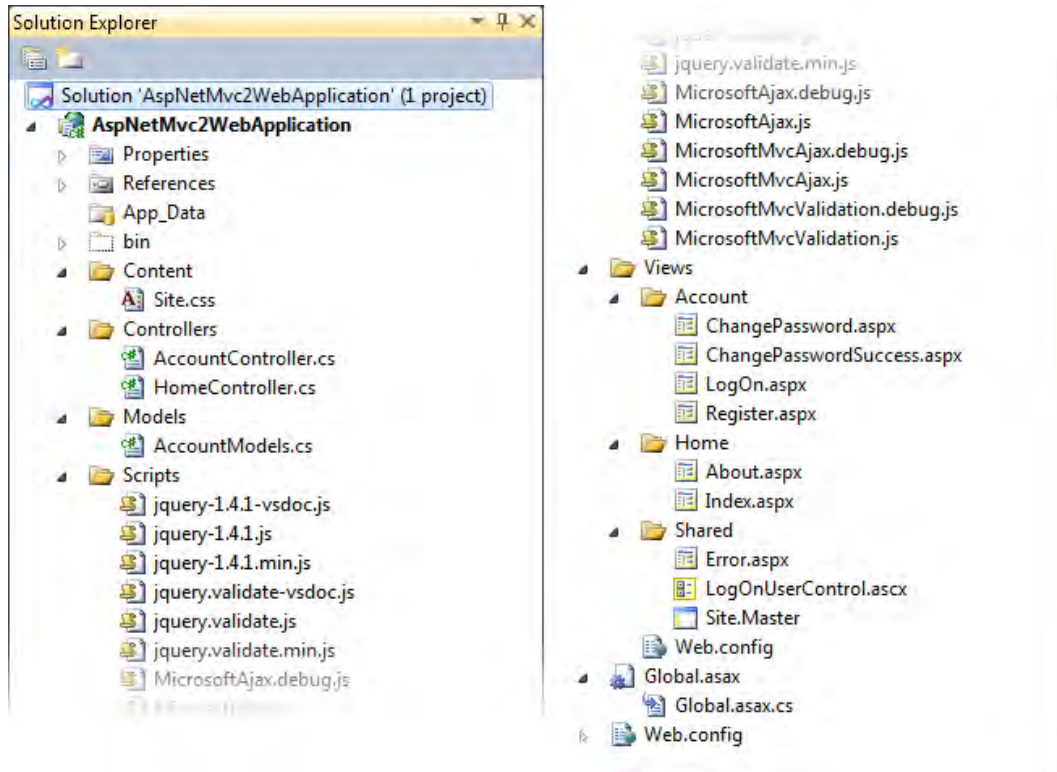 Solution Explorer
Solution 'AspNetMvc2WebApplication' (1 project)
AspNetMvc2WebApplication
Properties
References
App_Data
bin
Content
Site.css
Controllers
AccountController.cs
HomeController.cs
Models
AccountModels.cs
Scripts
jquery-1.4.1-vsdoc.js
jquery-1.4.1.js
jquery-1.4.1.min.js
jquery.validate-vsdoc.js
jquery.validate.js
jquery.validate.min.js
MicrosoftAjax.debug.js
jquery.validate.min.js
MicrosoftAjax.debug.js
MicrosoftAjax.js
MicrosoftMvcAjax.debug.js
MicrosoftMvcAjax.js
MicrosoftMvcValidation.debug.js
MicrosoftMvcValidation.js
Views
Account
ChangePassword.aspx
ChangePasswordSuccess.aspx
LogOn.aspx
Register.aspx
Home
About.aspx
Index.aspx
Shared
Error.aspx
LogOnUserControl.ascx
Site.Master
Web.config
Global.asax
Global.asax.cs
Web.config